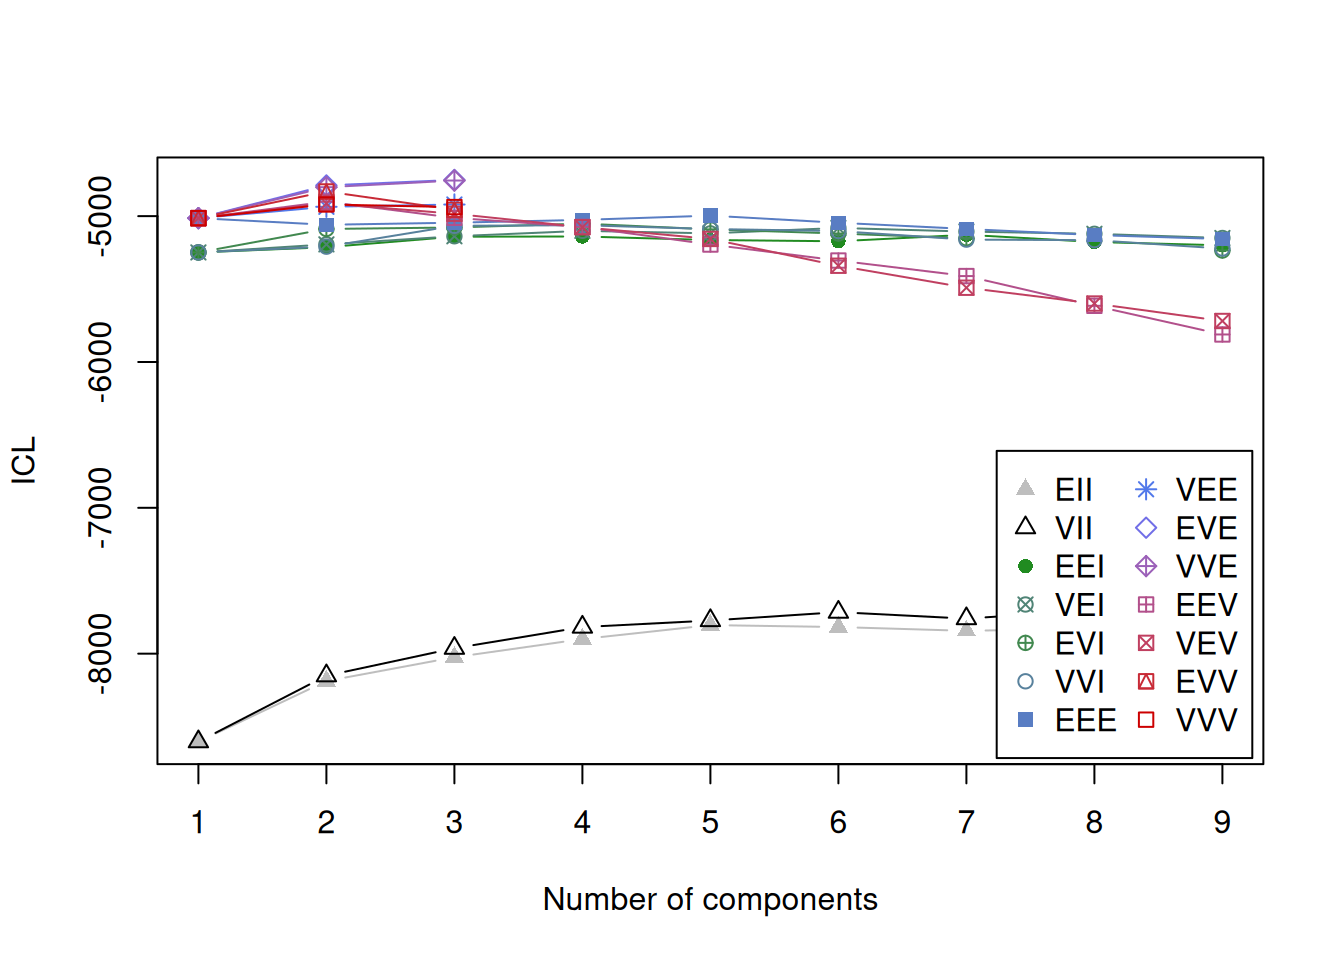 -5000
-6000
-7000
-8000
ICL
EII VEE
VII EVE
EEI VVE
VEI EEV
EVI VEV
VVI EVV
EEE VVV
1 2 3 4 5 6 7 8 9
Number of components